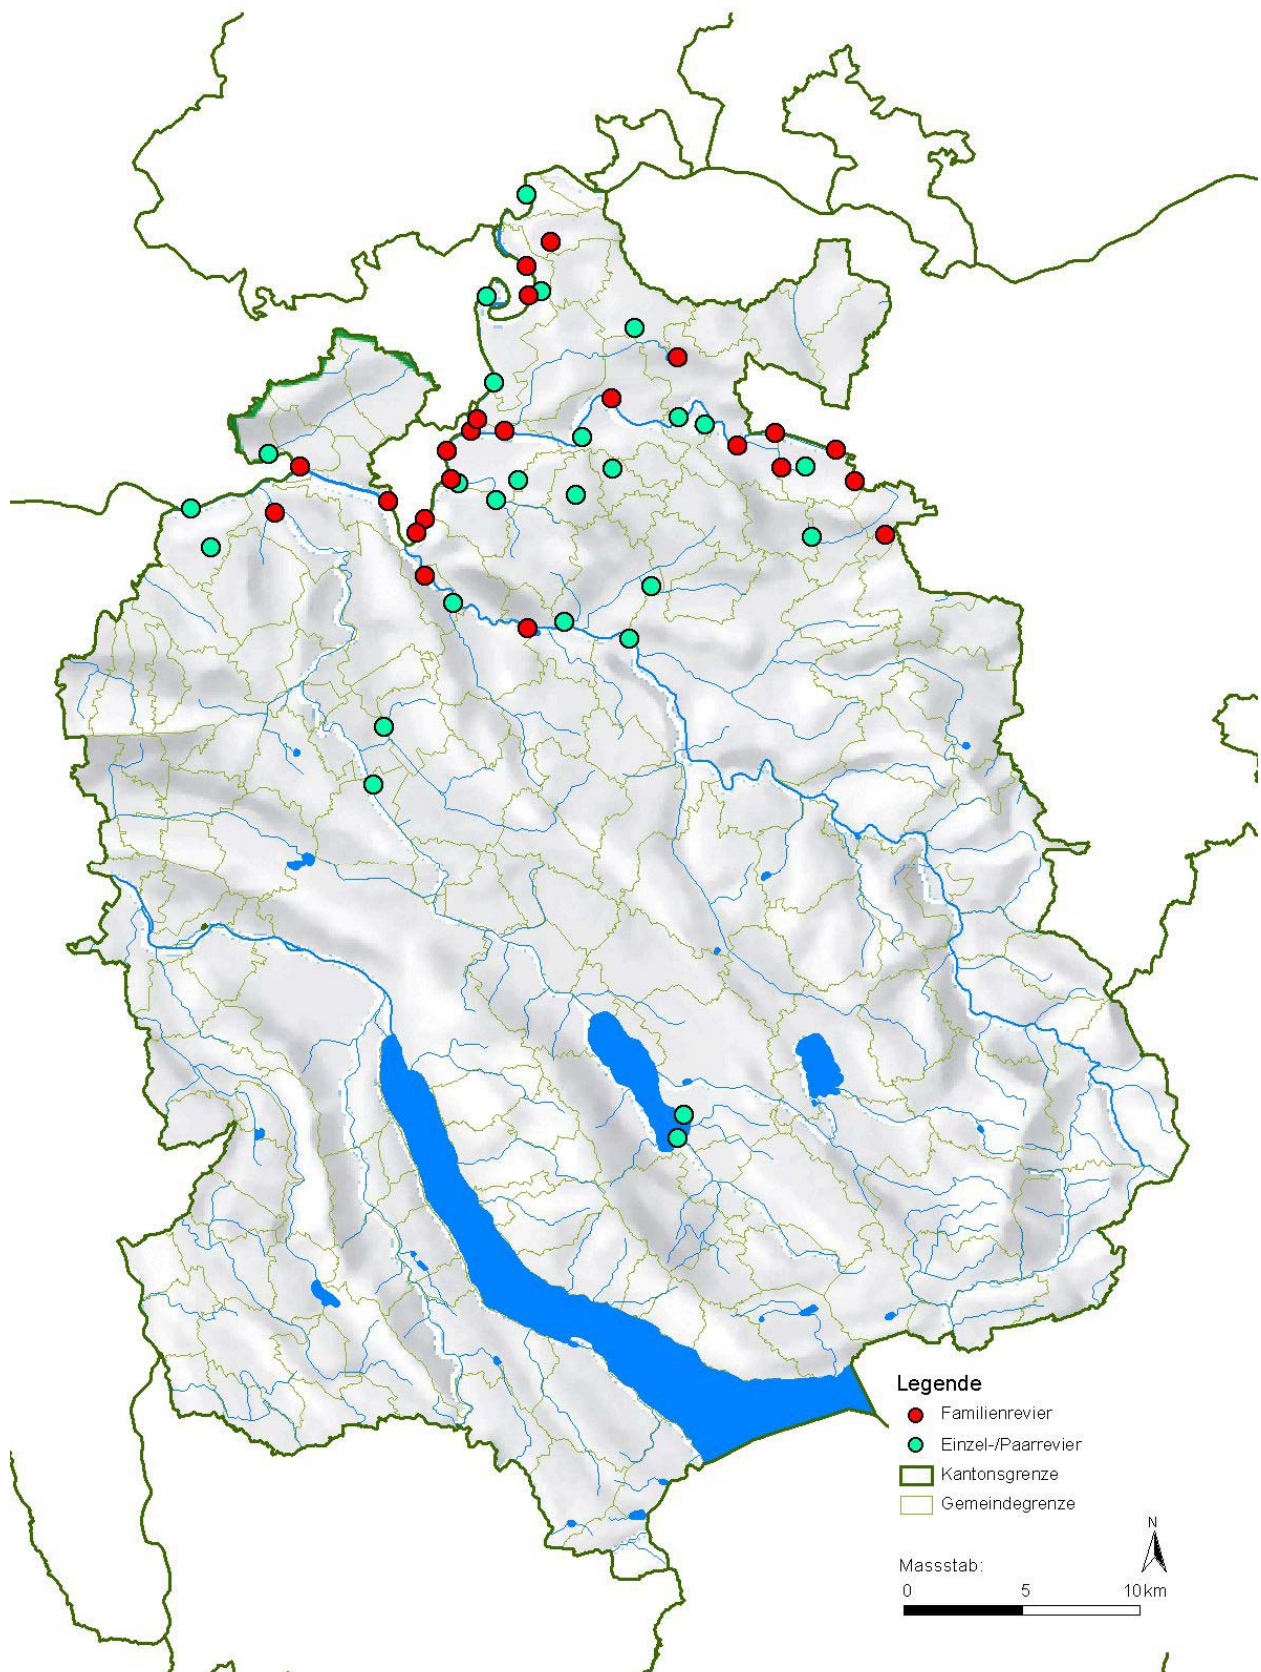 Legende
Familienrevier
Einzel-/Paarrevier
Kantonsgrenze
Gemeindegrenze
N
Massstab:
0 5 10km